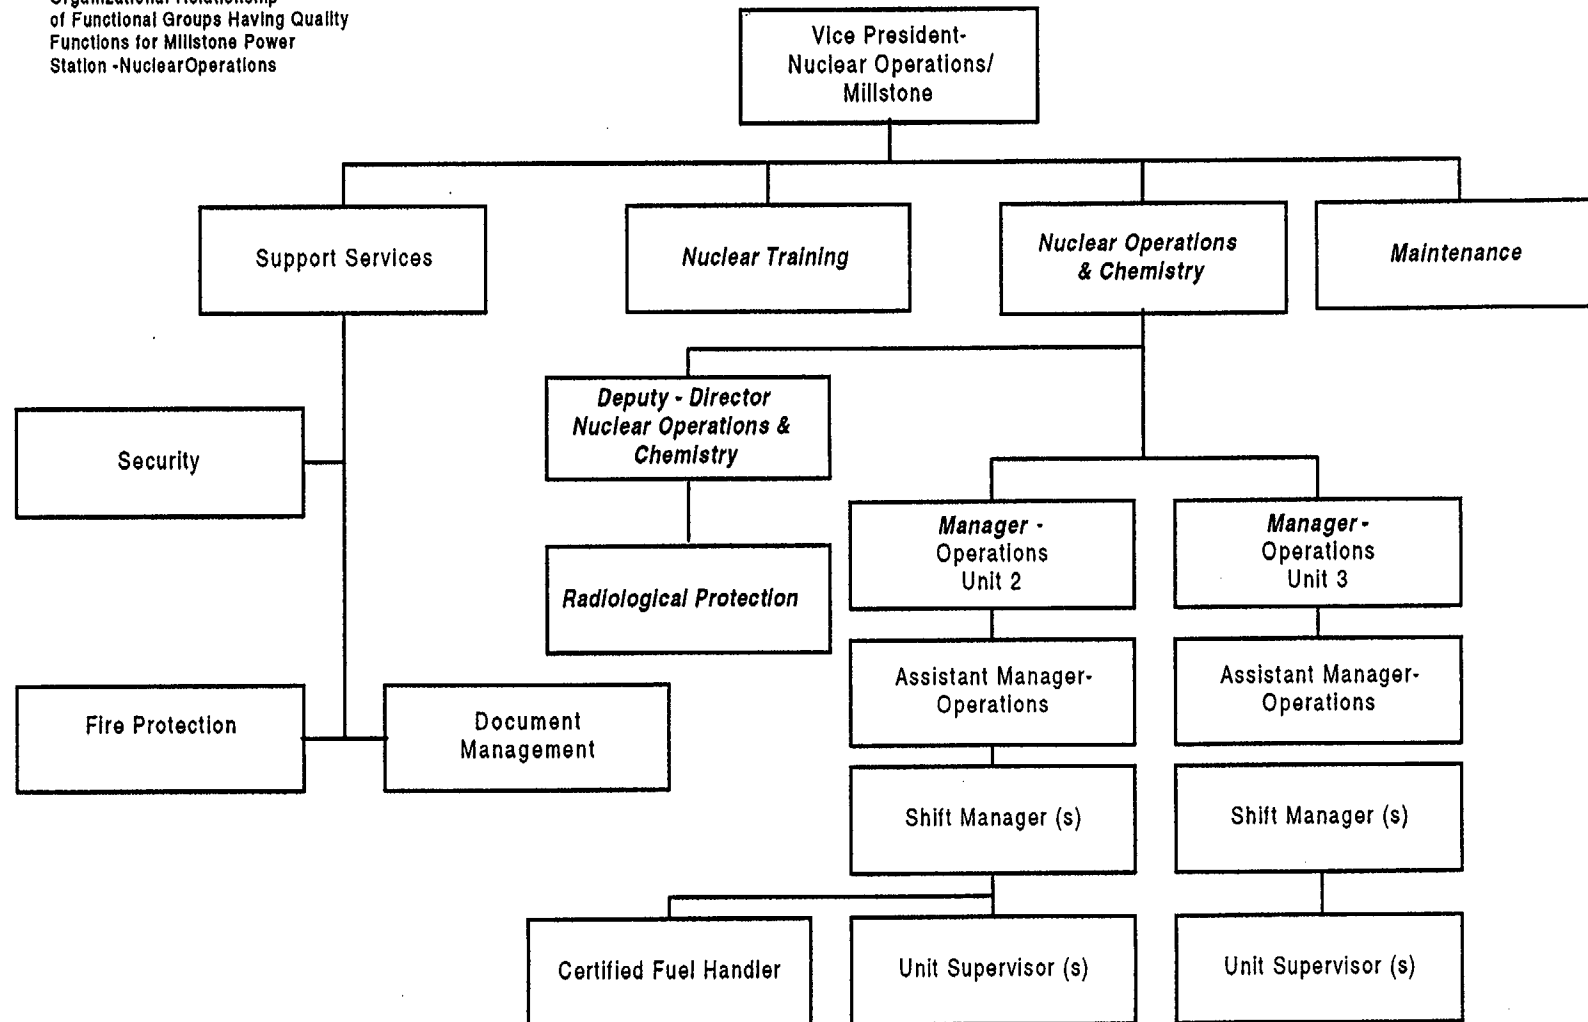 Organizational Relationship
of Functional Groups Having Quality
Functions for Millstone Power
Station -NuclearOperations
Vice President-
Nuclear Operations/
Millstone
Support Services
Nuclear Training
Nuclear Operations
& Chemistry
Maintenance
Deputy - Director
Nuclear Operations &
Chemistry
Security
Manager -
Operations
Unit 2
Manager-
Operations
Unit 3
Radiological Protection
Assistant Manager-
Operations
Assistant Manager-
Operations
Fire Protection
Document
Management
Shift Manager (s)
Shift Manager (s)
Certified Fuel Handler
Unit Supervisor (s)
Unit Supervisor (s)